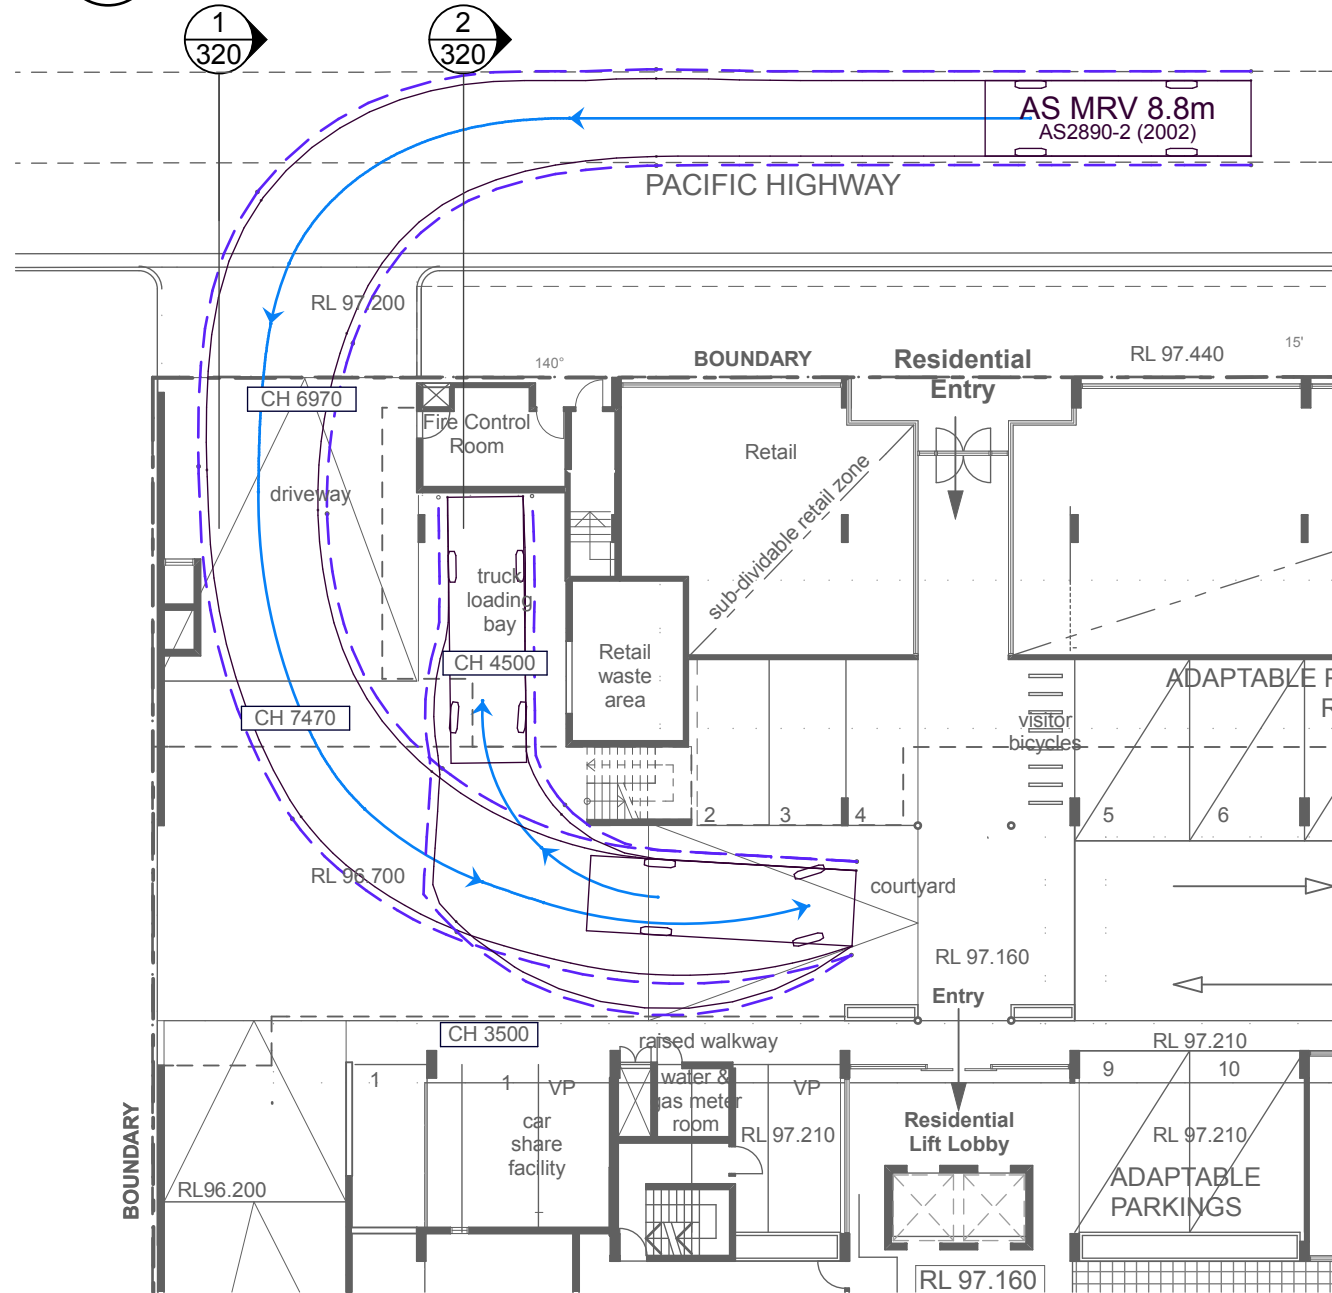 1
320
2
320
AS MRV 8.8m
AS2890-2 (2002)
PACIFIC HIGHWAY
RL 97.200
140°
BOUNDARY
Residential
Entry
RL 97.440
15'
CH 6970
Fire Control
Room
Retail
driveway
sub-dividable retail zone
truck
loading
bay
CH 4500
Retail
waste
area
ADAPTABLE
CH 7470
visitor
bicycles
2
3
4
5
6
RL 96.700
courtyard
RL 97.160
Entry
CH 3500
raised walkway
RL 97.210
1
1
VP
water &
gas meter
room
VP
9
10
car
share
facility
RL 97.210
Residential
Lift Lobby
RL 97.210
BOUNDARY
RL96.200
ADAPTABLE
PARKINGS
RL 97.160